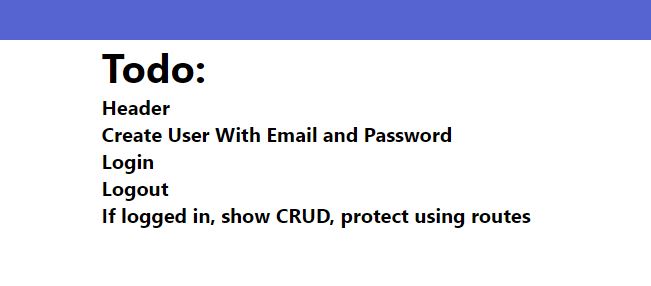 Todo:
Header
Create User With Email and Password
Login
Logout
If logged in, show CRUD, protect using routes